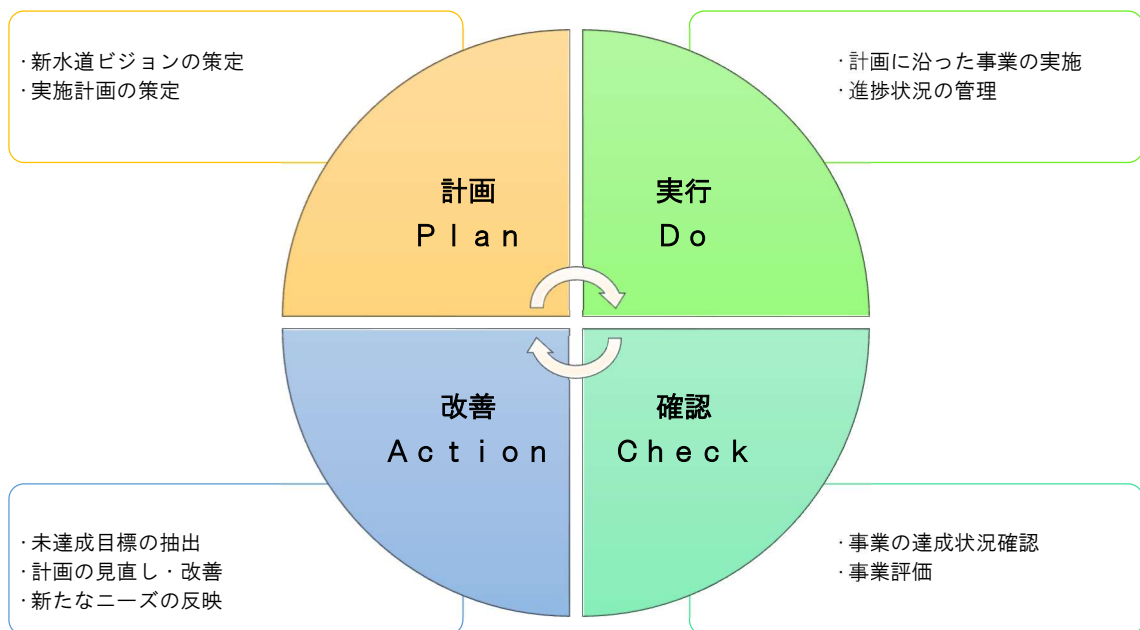 ・新水道ビジョンの策定
・実施計画の策定
計画
Ｐｌａｎ
・計画に沿った事業の実施
・進捗状況の管理
実行
Ｄｏ
改善
Ａｃｔｉｏｎ
・未達成目標の抽出
・計画の見直し・改善
・新たなニーズの反映
確認
Ｃｈｅｃｋ
・事業の達成状況確認
・事業評価